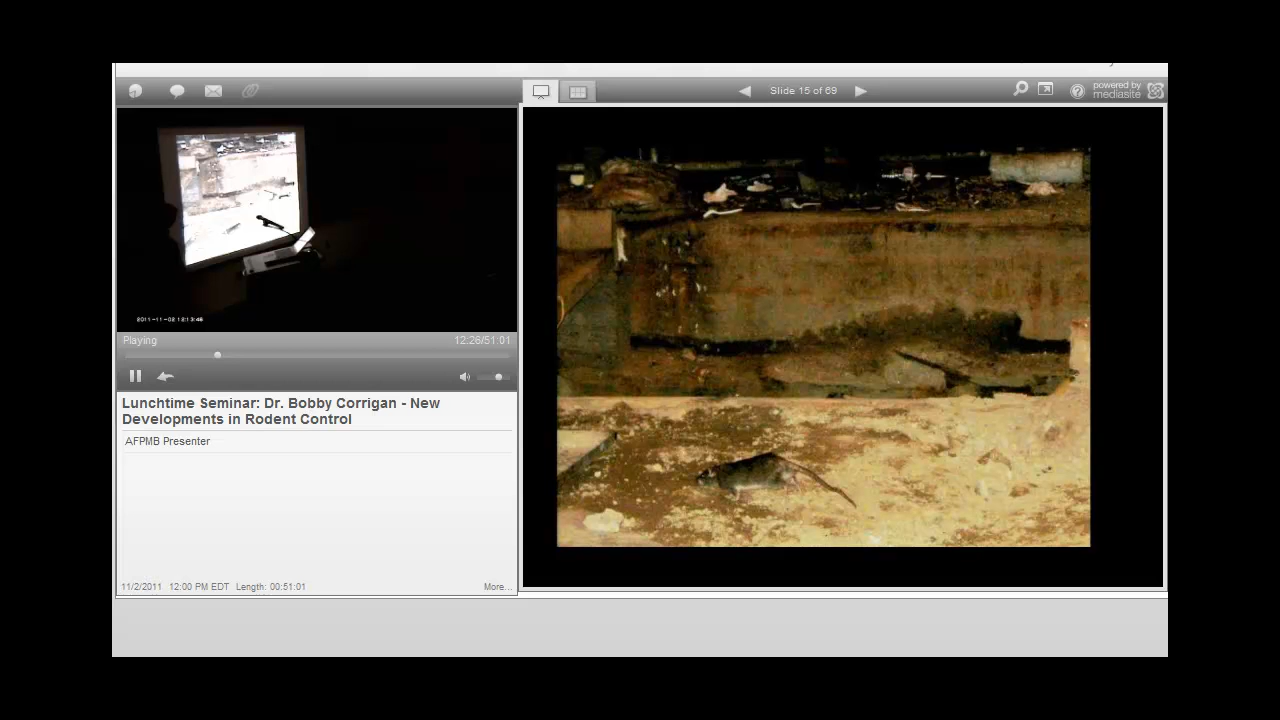 Slide 15 of 69
powered by
mediasite
2011-11-02 12:13:46
Playing
12:26/51:01
Lunchtime Seminar: Dr. Bobby Corrigan - New
Developments in Rodent Control
AFPMB Presenter
11/2/2011 12:00 PM EDT Length: 00:51:01
More...